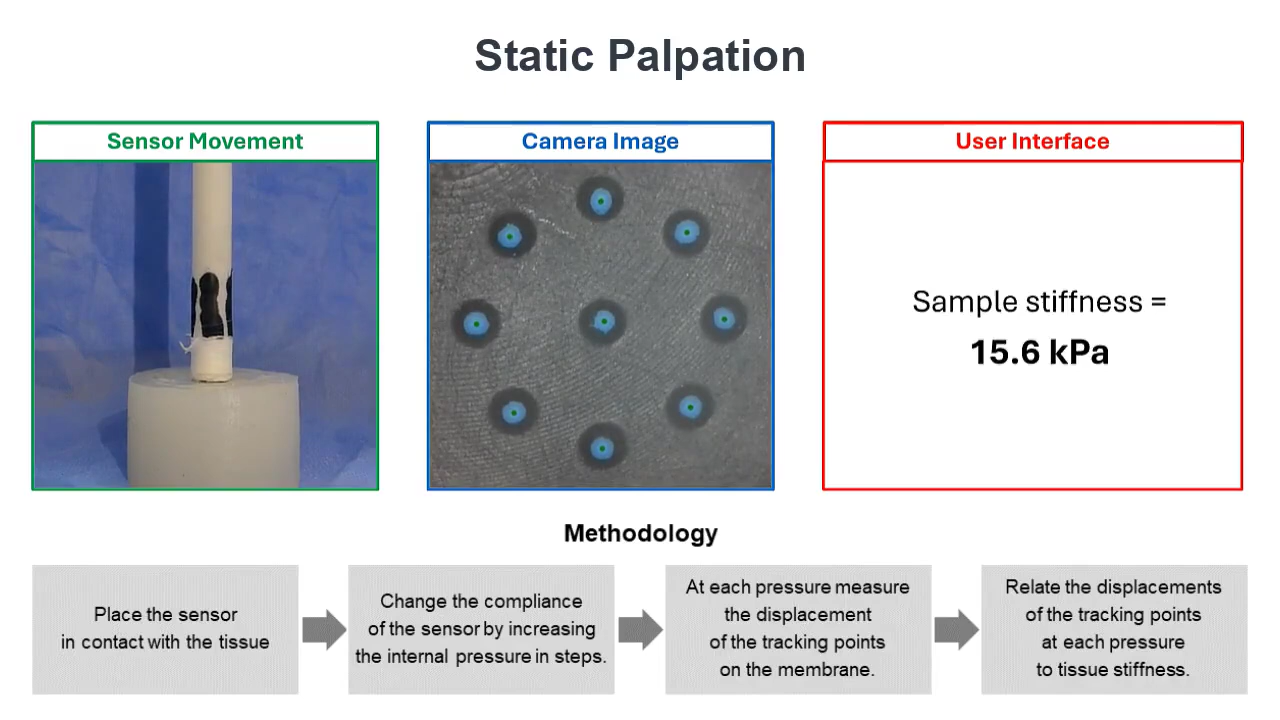 Static Palpation
Sensor Movement
Camera Image
User Interface
Sample stiffness =
15.6 kPa
Methodology
Place the sensor
in contact with the tissue
Change the compliance
of the sensor by increasing
the internal pressure in steps.
At each pressure measure
the displacement
of the tracking points
on the membrane.
Relate the displacements
of the tracking points
at each pressure
to tissue stiffness.